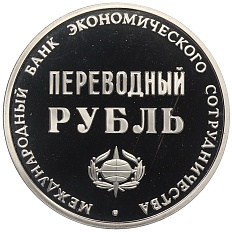 МЕЖДУНАРОДНЫЙ БАНК ЭКОНОМИЧЕСКОГО СОТРУДНИЧЕСТВА
ПЕРЕВОДНЫЙ
РУБЛЬ